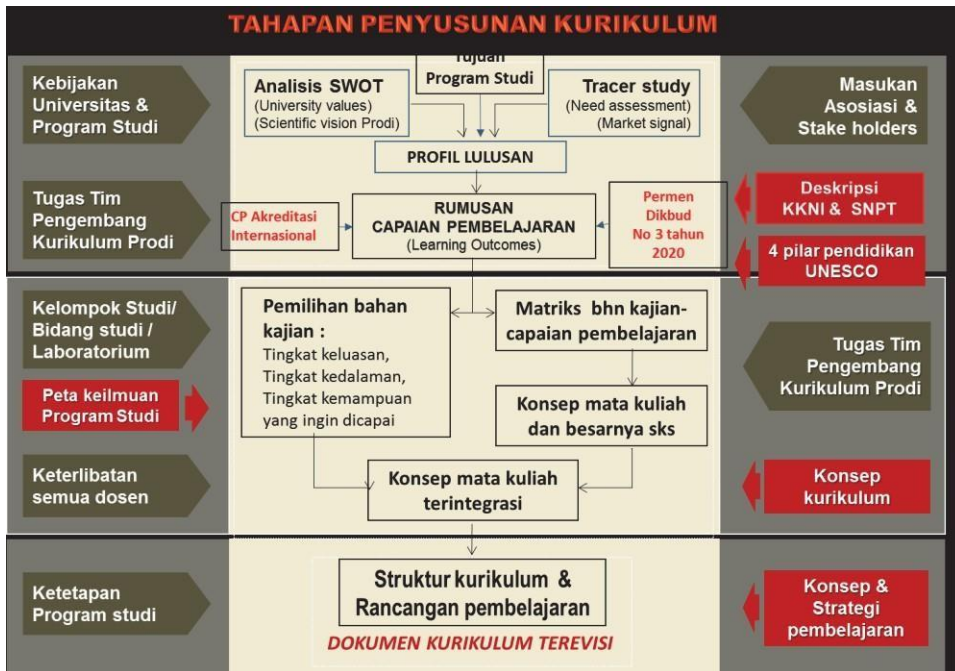 TAHAPAN PENYUSUNAN KURIKULUM
Kebijakan
Universitas &
Program Studi
Analisis SWOT
(University values)
(Scientific vision Prodi)
Tujuan
Program Studi
Tracer study
(Need assessment)
(Market signal)
Masukan
Asosiasi &
Stake holders
PROFIL LULUSAN
Tugas Tim
Pengembang
Kurikulum Prodi
CP Akreditasi
Internasional
RUMUSAN
CAPAIAN PEMBELAJARAN
(Learning Outcomes)
Permen
Dikbud
No 3 tahun
2020
Deskripsi
KKNI & SNPT
4 pilar pendidikan
UNESCO
Kelompok Studi/
Bidang studi /
Laboratorium
Peta keilmuan
Program Studi
Pemilihan bahan
kajian :
Tingkat keluasan,
Tingkat kedalaman,
Tingkat kemampuan
yang ingin dicapai
Matriks bhn kajian-
capaian pembelajaran
Konsep mata kuliah
dan besarnya sks
Tugas Tim
Pengembang
Kurikulum Prodi
Keterlibatan
semua dosen
Konsep mata kuliah
terintegrasi
Konsep
kurikulum
Ketetapan
Program studi
Struktur kurikulum &
Rancangan pembelajaran
DOKUMEN KURIKULUM TEREVISI
Konsep &
Strategi
pembelajaran